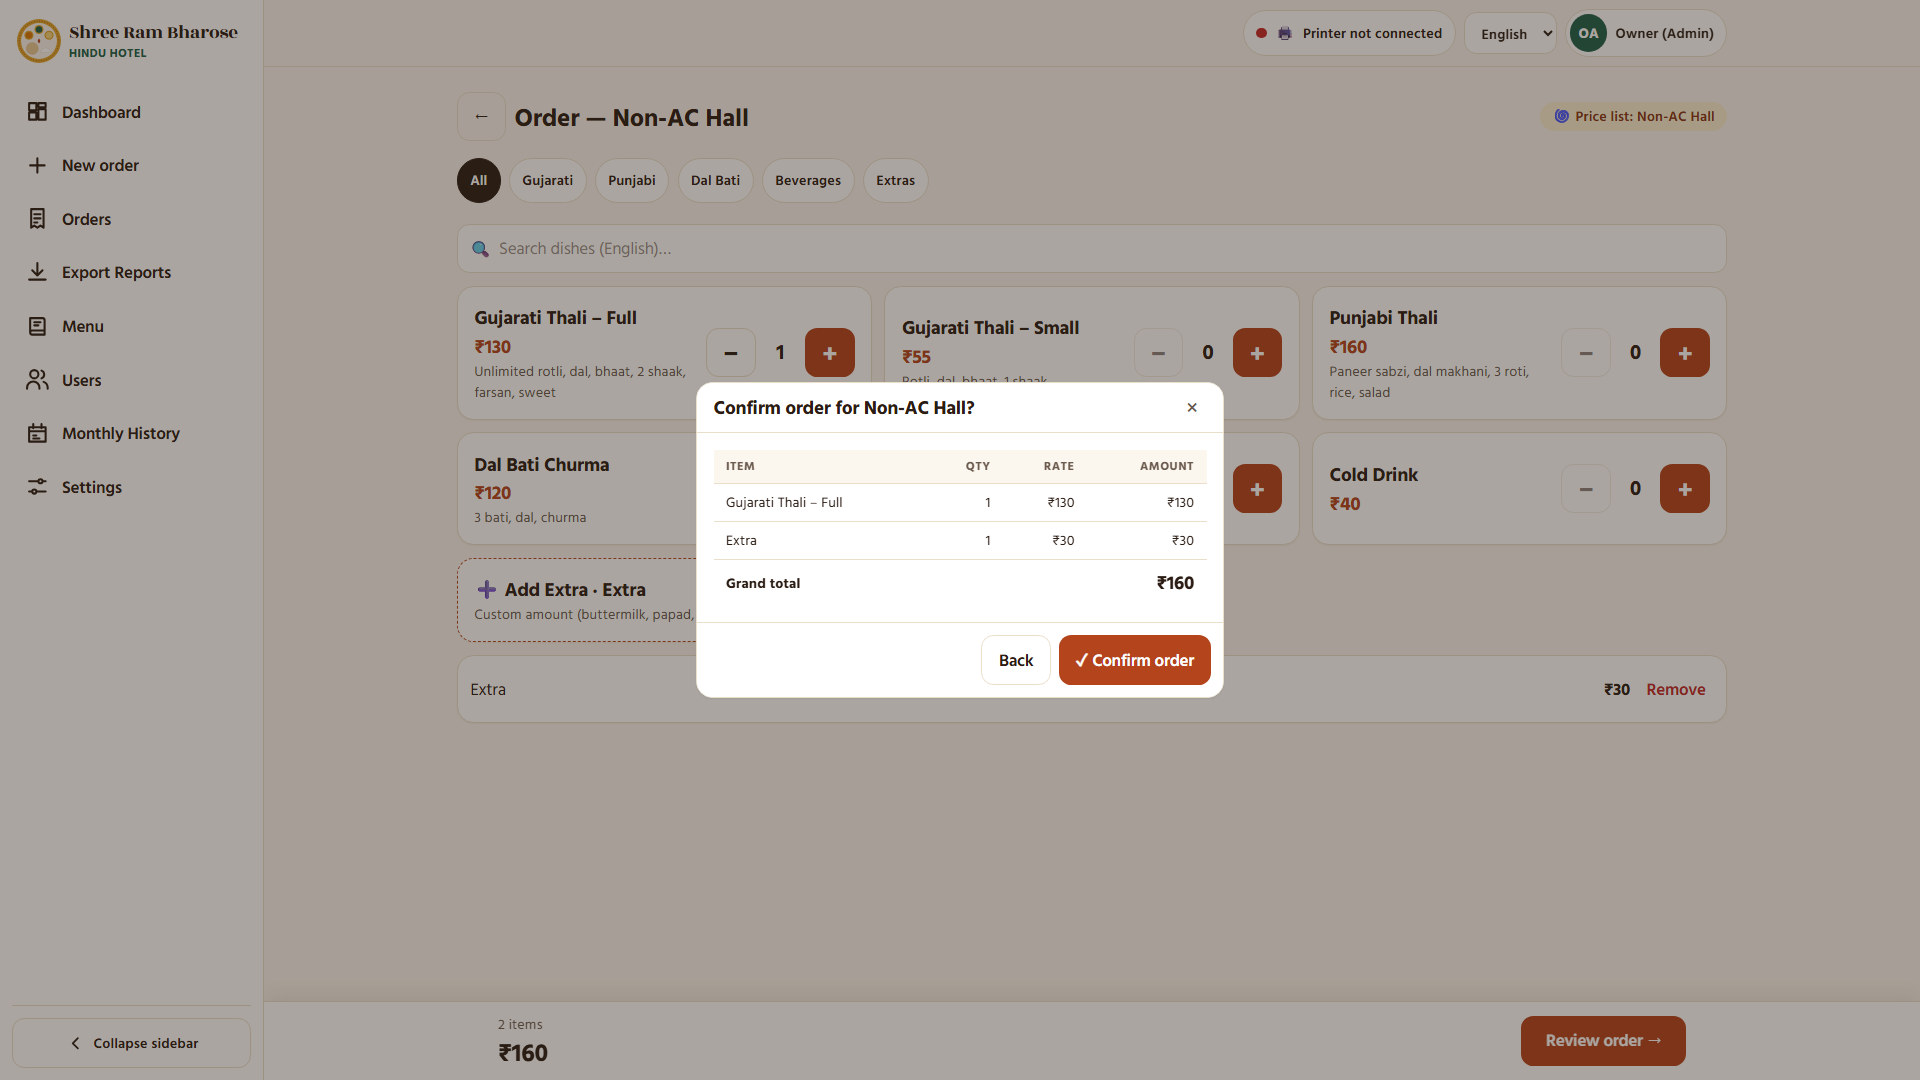 Shree Ram Bharose
HINDU HOTEL
Dashboard
New order
Orders
Export Reports
Menu
Users
Monthly History
Settings
Collapse sidebar
Printer not connected
English
OA
Owner (Admin)
←
Order — Non-AC Hall
Price list: Non-AC Hall
All
Gujarati
Punjabi
Dal Bati
Beverages
Extras
Search dishes (English)...
Gujarati Thali – Full
₹130
Unlimited rotli, dal, bhaat, 2 shaak,
farsan, sweet
− 1 +
Gujarati Thali – Small
₹55
Rotli, dal, bhaat, 1 shaak
− 0 +
Punjabi Thali
₹160
Paneer sabzi, dal makhani, 3 roti,
rice, salad
− 0 +
Dal Bati Churma
₹120
3 bati, dal, churma
+
Cold Drink
₹40
− 0 +
Add Extra · Extra
Custom amount (buttermilk, papad,
Extra
₹30
Remove
Confirm order for Non-AC Hall?
×
ITEM QTY RATE AMOUNT
Gujarati Thali – Full 1 ₹130 ₹130
Extra 1 ₹30 ₹30
Grand total ₹160
Back
✓ Confirm order
2 items
₹160
Review order →